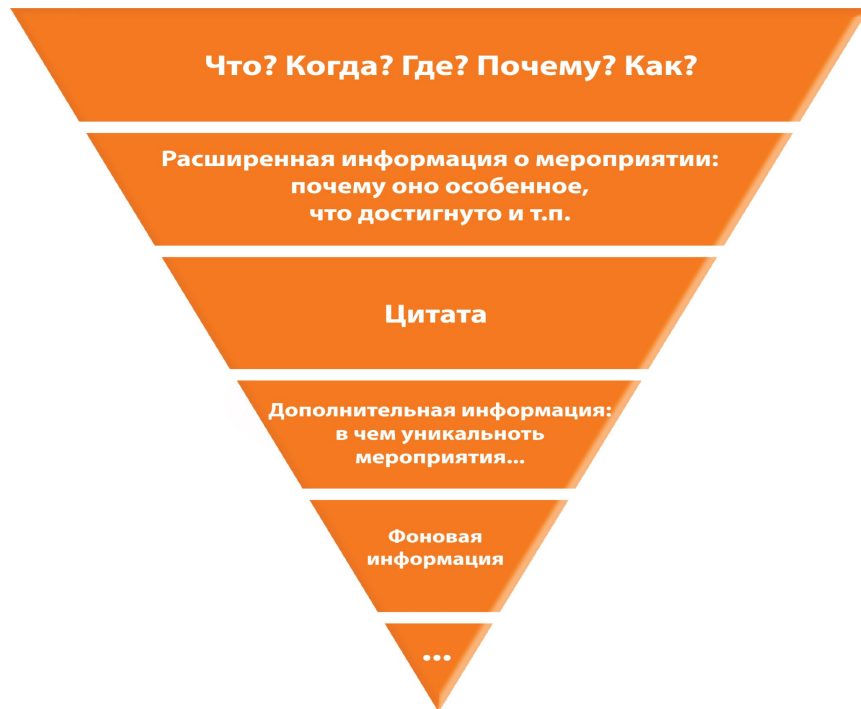 Что? Когда? Где? Почему? Как?
Расширенная информация о мероприятии:
почему оно особенное,
что достигнуто и т.п.
Цитата
Дополнительная информация:
в чем уникальноть
мероприятия...
Фоновая
информация
...